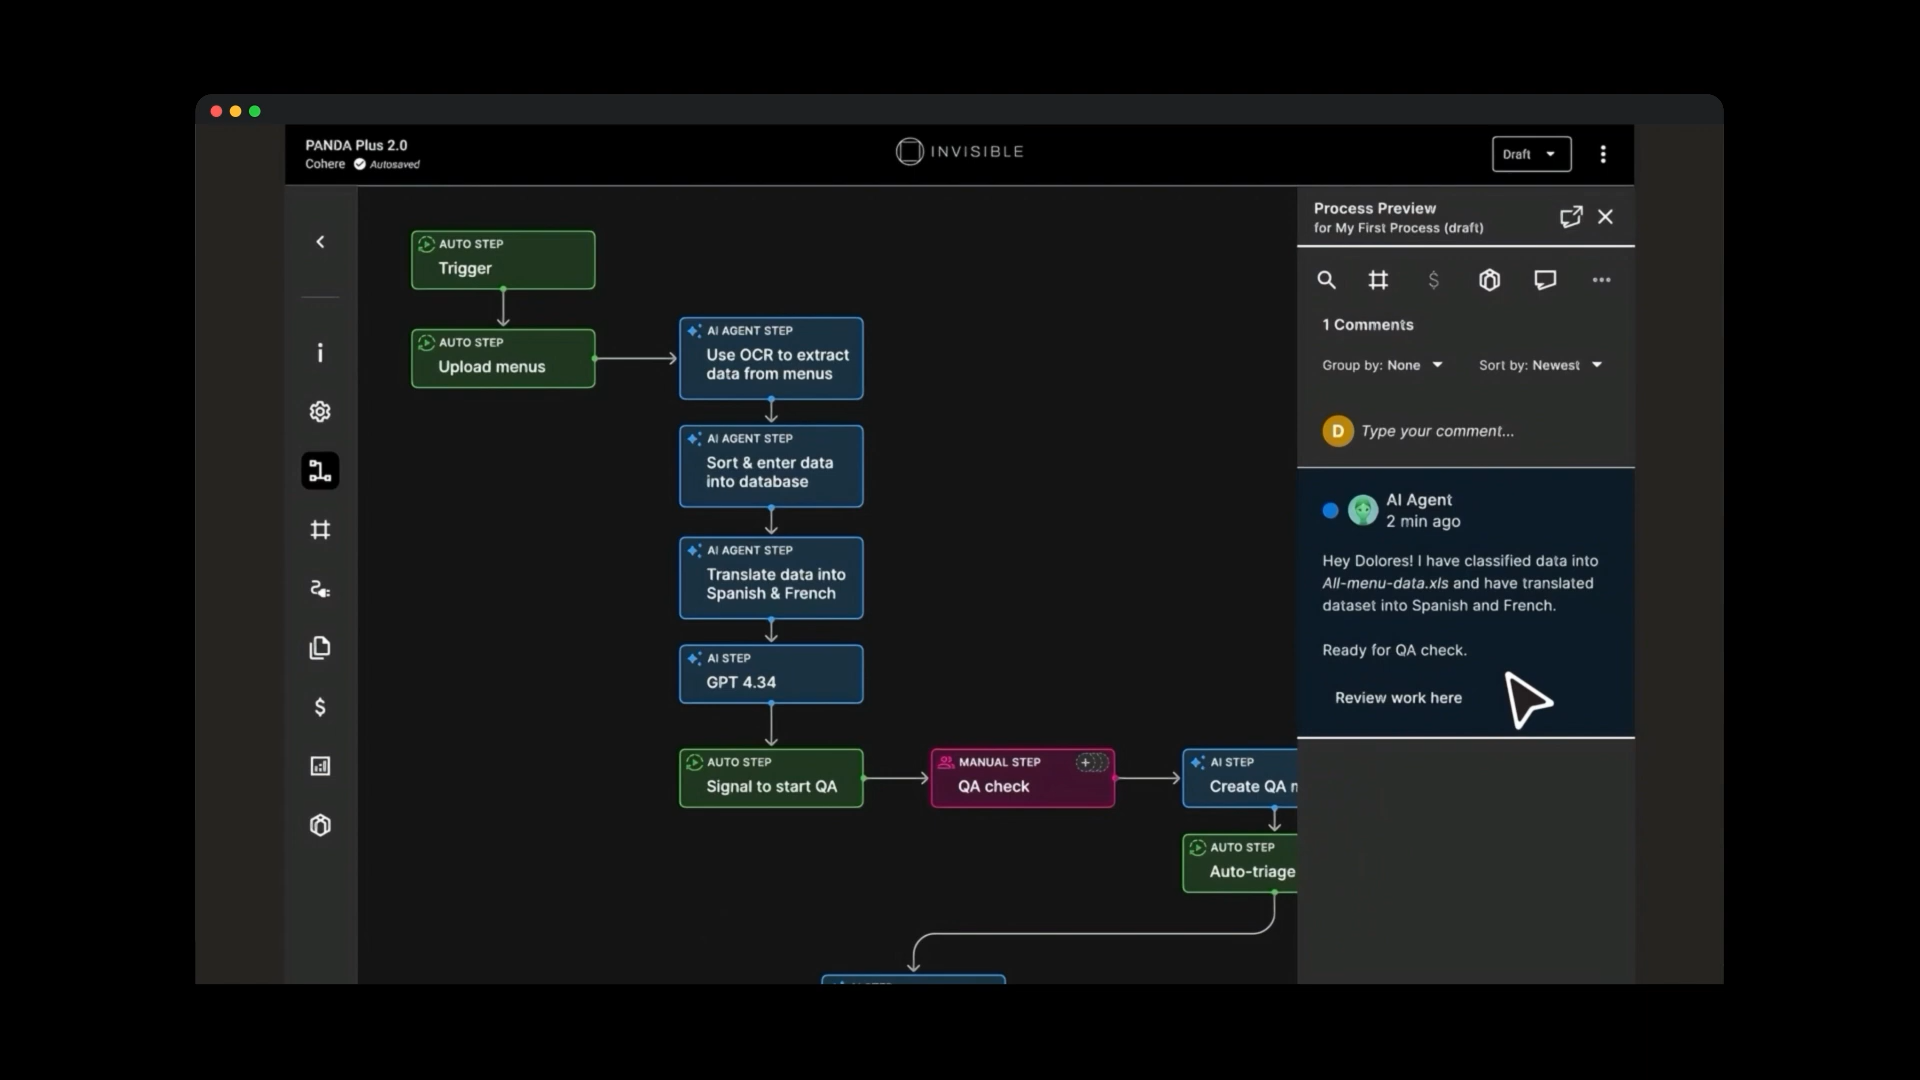 PANDA Plus 2.0
Cohere Autosaved
INVISIBLE
Draft
AUTO STEP
Trigger
AUTO STEP
Upload menus
AI AGENT STEP
Use OCR to extract
data from menus
AI AGENT STEP
Sort & enter data
into database
AI AGENT STEP
Translate data into
Spanish & French
AI STEP
GPT 4.34
AUTO STEP
Signal to start QA
MANUAL STEP
QA check
AI STEP
Create QA
AUTO STEP
Auto-triage
Process Preview
for My First Process (draft)
1 Comments
Group by: None
Sort by: Newest
D
Type your comment...
AI Agent
2 min ago
Hey Dolores! I have classified data into
All-menu-data.xls and have translated
dataset into Spanish and French.
Ready for QA check.
Review work here